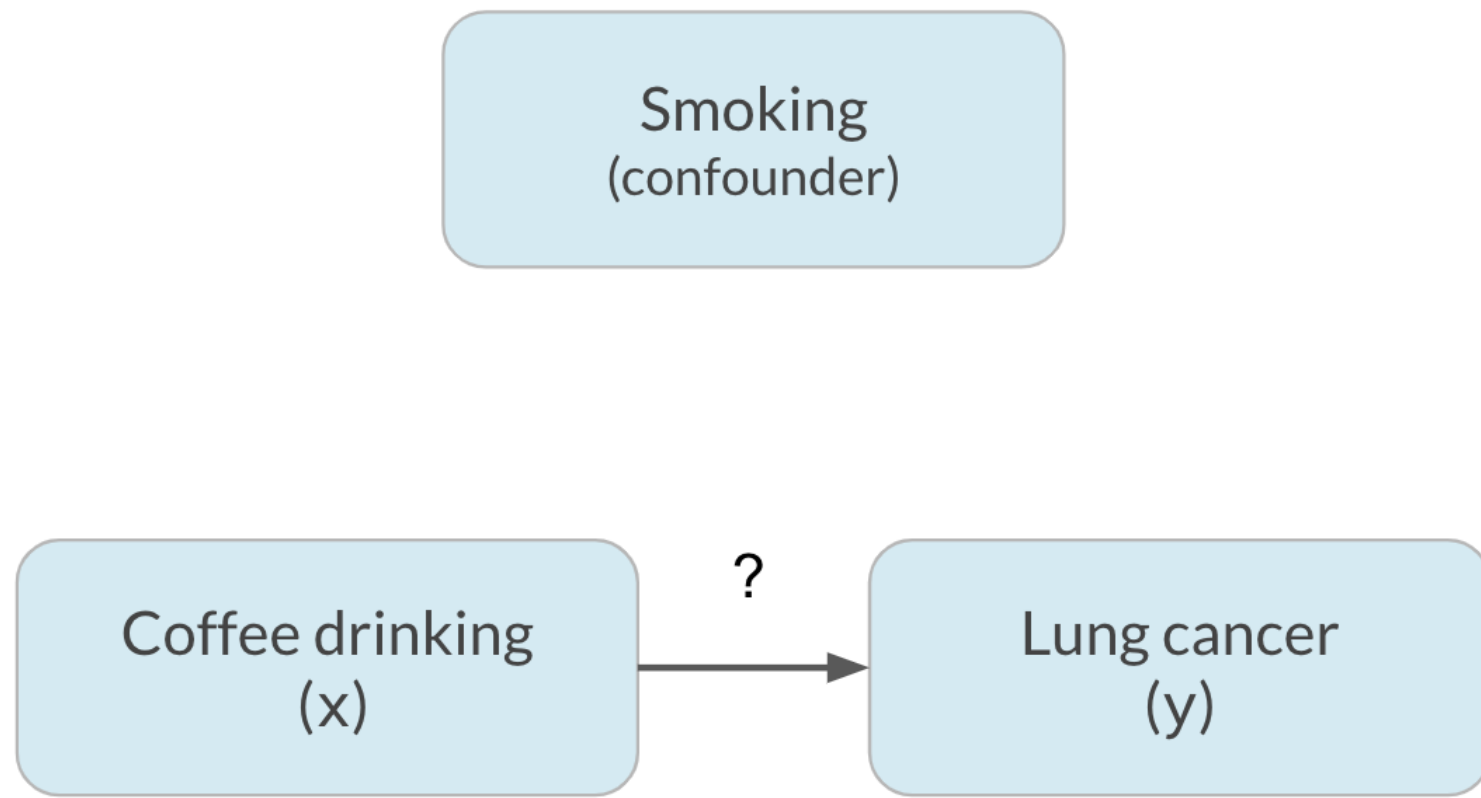 Smoking
(confounder)
?
Coffee drinking
(x)
Lung cancer
(y)